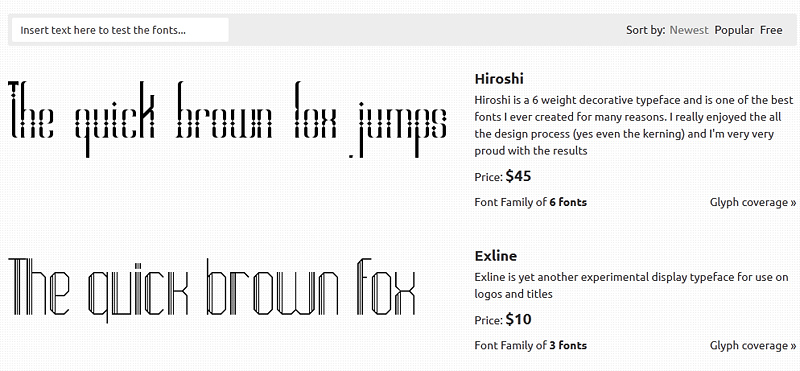 Insert text here to test the fonts...
Sort by: Newest Popular Free
The quick brown fox jumps
Hiroshi
Hiroshi is a 6 weight decorative typeface and is one of the best
fonts I ever created for many reasons. I really enjoyed the all
the design process (yes even the kerning) and I'm very very
proud with the results
Price: $45
Font Family of 6 fonts
Glyph coverage »
The quick brown fox
Exline
Exline is yet another experimental display typeface for use on
logos and titles
Price: $10
Font Family of 3 fonts
Glyph coverage »